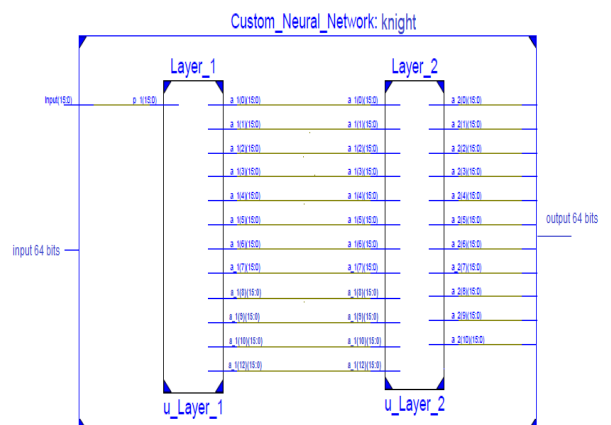 Custom_Neural_Network: knight
Layer_1 Layer_2
Input(15:0) p_1(15:0) a_1(0)(15:0) a_1(0)(15:0) a_2(0)(15:0)
a_1(1)(15:0) a_1(1)(15:0) a_2(1)(15:0)
a_1(2)(15:0) a_1(2)(15:0) a_2(2)(15:0)
a_1(3)(15:0) a_1(3)(15:0) a_2(3)(15:0)
a_1(4)(15:0) a_1(4)(15:0) a_2(4)(15:0)
a_1(5)(15:0) a_1(5)(15:0) a_2(5)(15:0)
output 64 bits
a_1(6)(15:0) a_1(6)(15:0) a_2(6)(15:0)
input 64 bits
a_1(7)(15:0) a_1(7)(15:0) a_2(7)(15:0)
a_1(8)(15:0) a_1(8)(15:0) a_2(8)(15:0)
a_1(9)(15:0) a_1(9)(15:0) a_2(9)(15:0)
a_1(10)(15:0) a_1(10)(15:0) a_2(10)(15:0)
a_1(12)(15:0) a_1(12)(15:0)
u_Layer_1 u_Layer_2